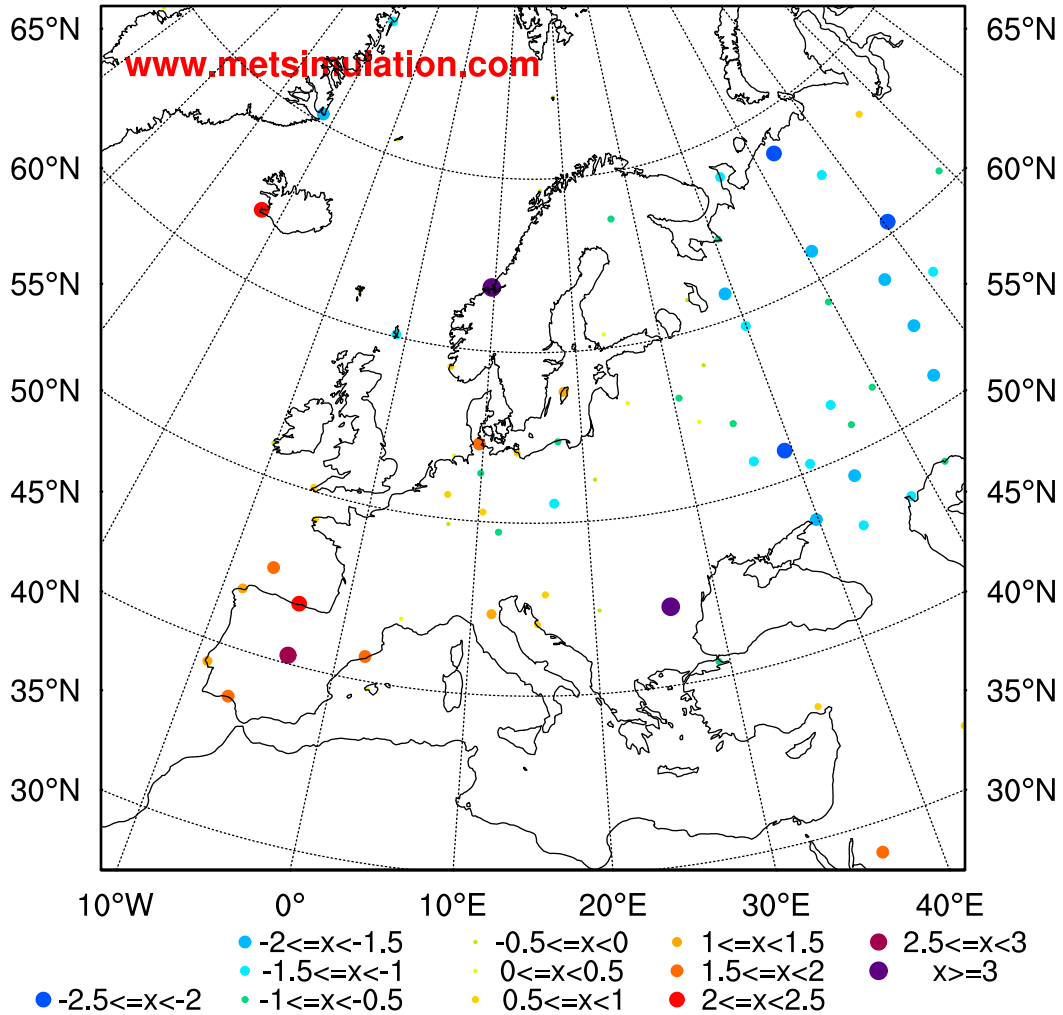 65°N 65°N
www.metsimulation.com
60°N 60°N
55°N 55°N
50°N 50°N
45°N 45°N
40°N 40°N
35°N 35°N
30°N 30°N
10°W 0° 10°E 20°E 30°E 40°E
-2<=x<-1.5 -0.5<=x<0 1<=x<1.5 2.5<=x<3
-1.5<=x<-1 0<=x<0.5 1.5<=x<2 x>=3
-2.5<=x<-2 -1<=x<-0.5 0.5<=x<1 2<=x<2.5